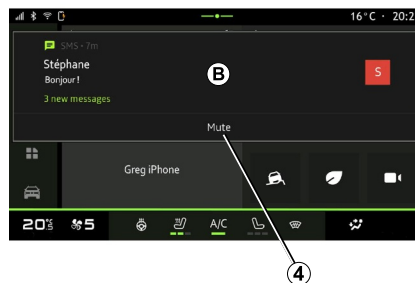 16°C · 20:2
SMS • 7m
Stéphane
B
S
Bonjour !
3 new messages
Mute
Greg iPhone
20.5 5 A/C
4